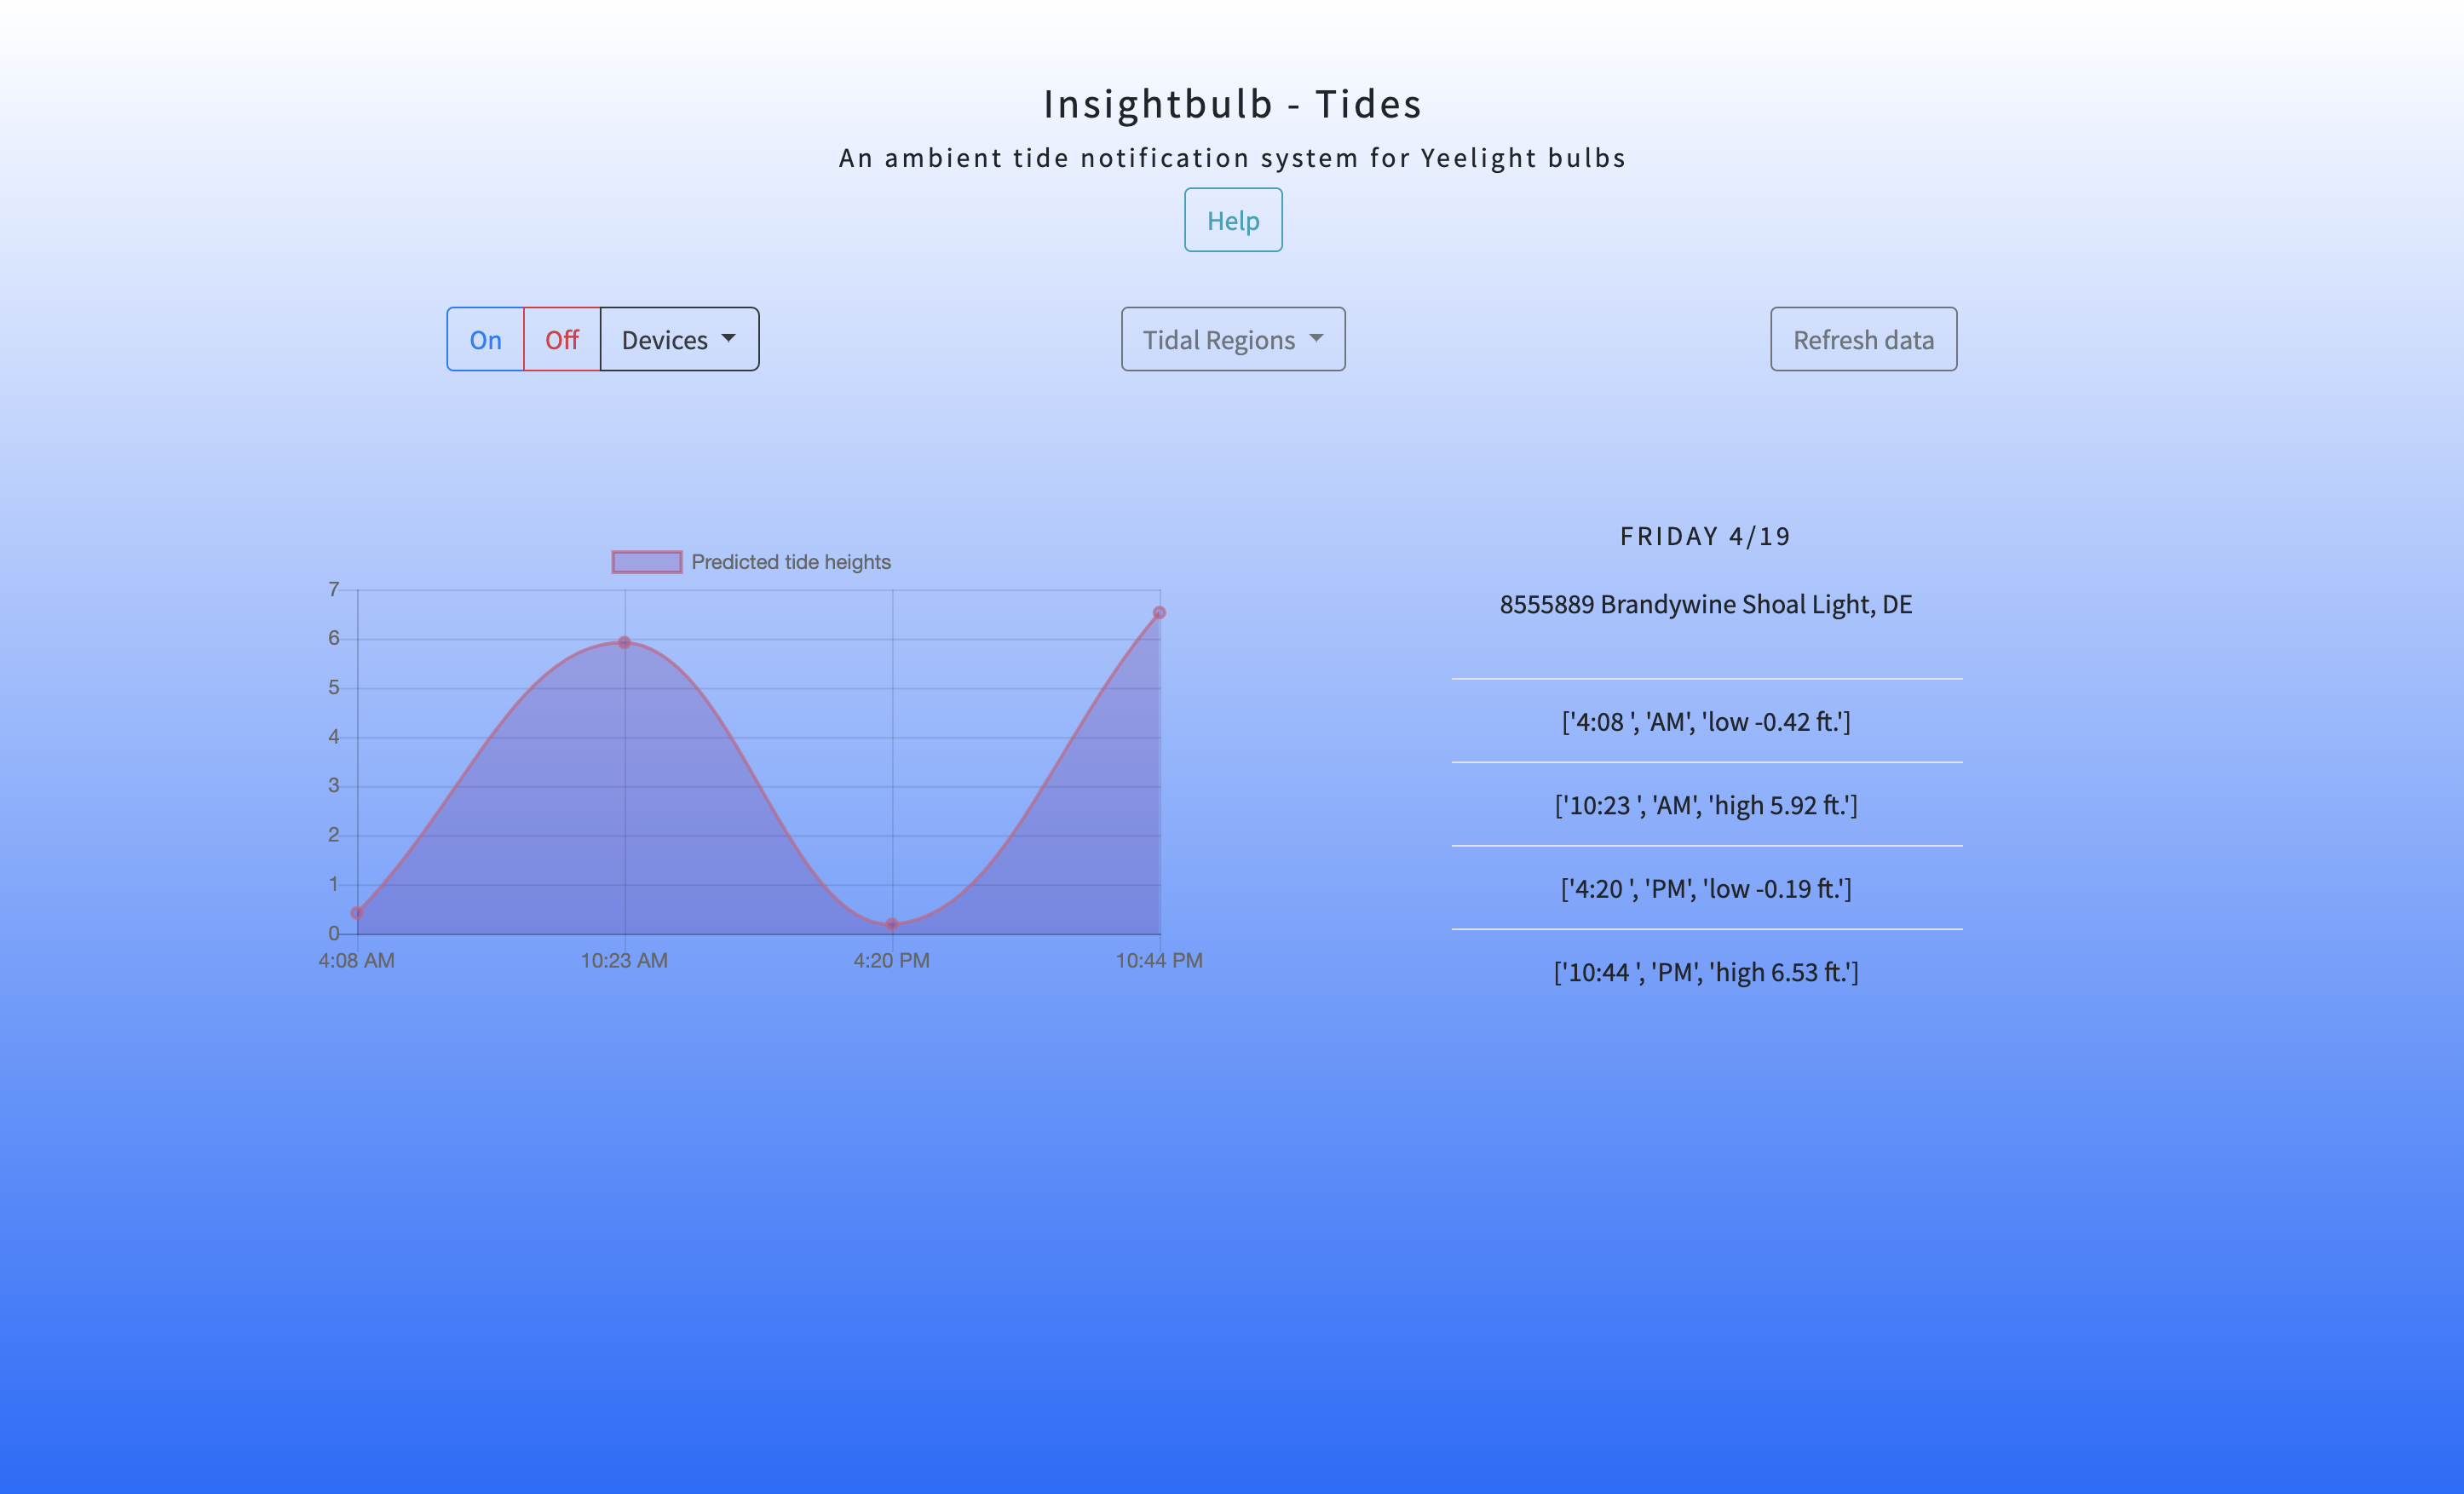 Insightbulb - Tides
An ambient tide notification system for Yeelight bulbs
Help
On Off Devices Tidal Regions Refresh data
Predicted tide heights
7
6
5
4
3
2
1
0
4:08 AM 10:23 AM 4:20 PM 10:44 PM
FRIDAY 4/19
8555889 Brandywine Shoal Light, DE
['4:08 ', 'AM', 'low -0.42 ft.']
['10:23 ', 'AM', 'high 5.92 ft.']
['4:20 ', 'PM', 'low -0.19 ft.']
['10:44 ', 'PM', 'high 6.53 ft.']